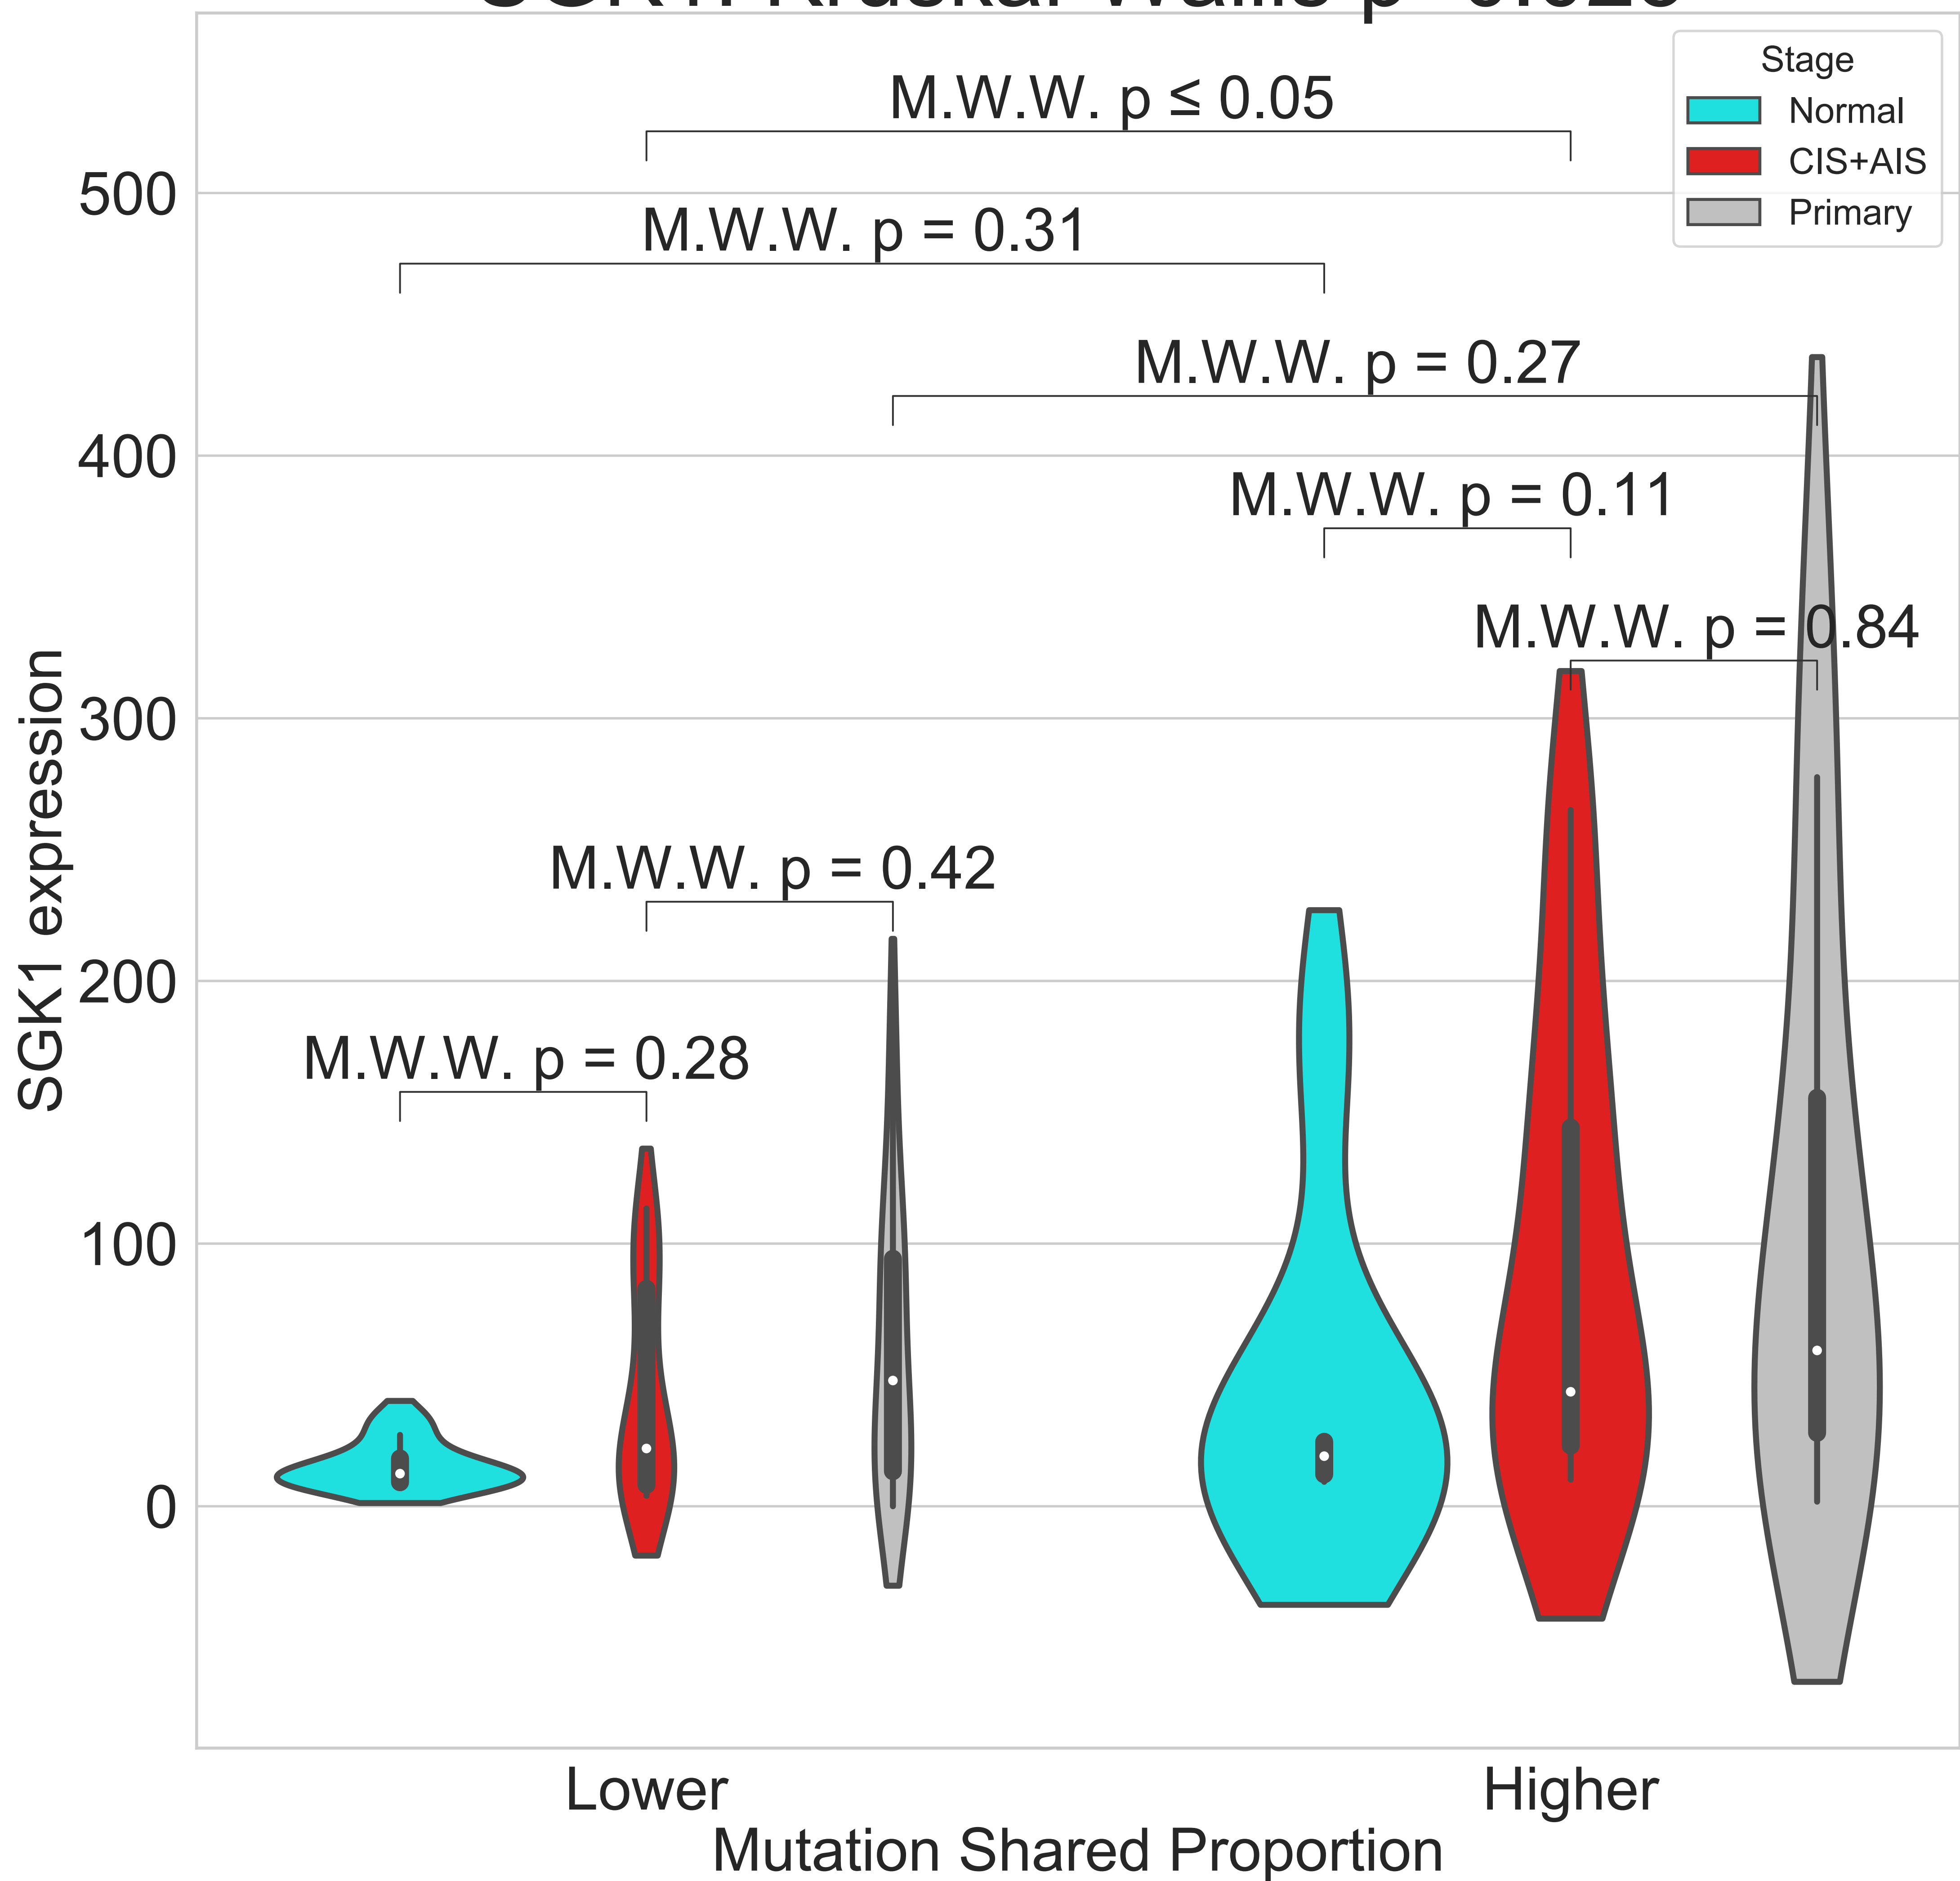 M.W.W. p ≤ 0.05
M.W.W. p = 0.31
M.W.W. p = 0.27
M.W.W. p = 0.11
M.W.W. p = 0.84
M.W.W. p = 0.42
M.W.W. p = 0.28
Stage
Normal
CIS+AIS
Primary
SGK1 expression
500
400
300
200
100
0
Lower
Higher
Mutation Shared Proportion